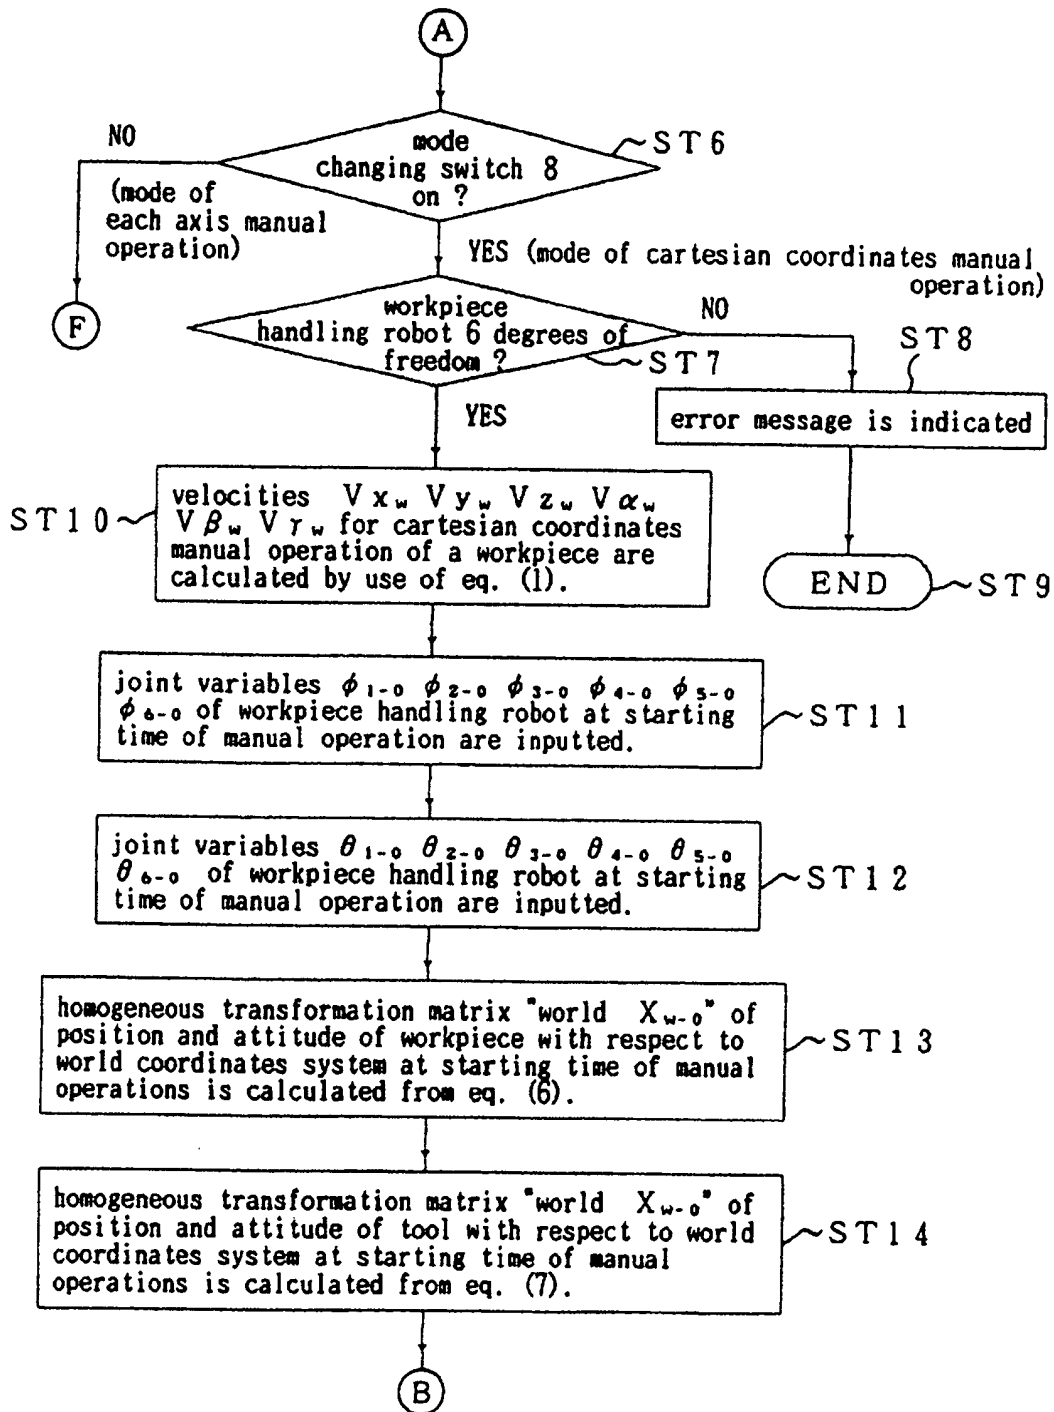 A
NO
mode
changing switch 8
on ?
ST6
(mode of
each axis manual
operation)
YES (mode of cartesian coordinates manual
operation)
F
workpiece
handling robot 6 degrees of
freedom ?
NO
ST7
ST8
YES
error message is indicated
ST10
velocities Vxw Vyw Vzw Vαw
Vβw Vγw for cartesian coordinates
manual operation of a workpiece are
calculated by use of eq. (1).
END
ST9
joint variables ϕ1-0 ϕ2-0 ϕ3-0 ϕ4-0 ϕ5-0
ϕ6-0 of workpiece handling robot at starting
time of manual operation are inputted.
ST11
joint variables θ1-0 θ2-0 θ3-0 θ4-0 θ5-0
θ6-0 of workpiece handling robot at starting
time of manual operation are inputted.
ST12
homogeneous transformation matrix "world Xw-0" of
position and attitude of workpiece with respect to
world coordinates system at starting time of manual
operations is calculated from eq. (6).
ST13
homogeneous transformation matrix "world Xw-0" of
position and attitude of tool with respect to world
coordinates system at starting time of manual
operations is calculated from eq. (7).
ST14
B